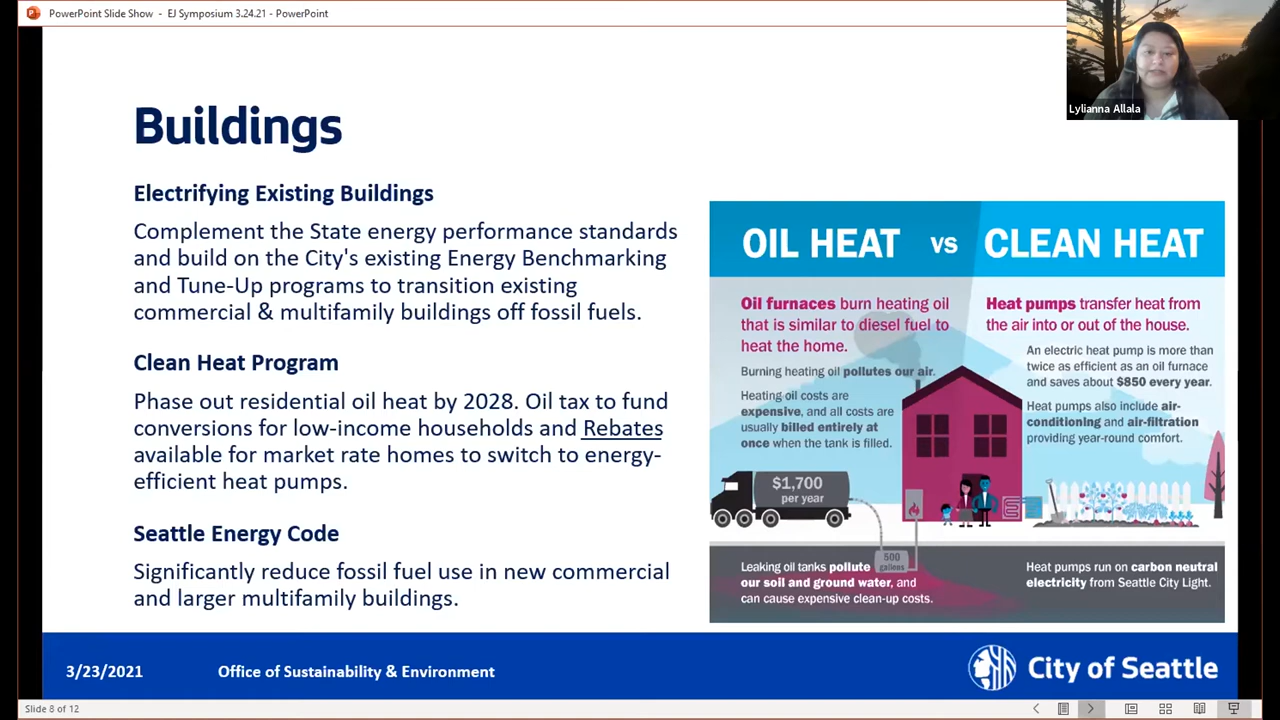 PowerPoint Slide Show - EJ Symposium 3.24.21 - PowerPoint
Lylianna Allala
Buildings
Electrifying Existing Buildings
Complement the State energy performance standards
and build on the City's existing Energy Benchmarking
and Tune-Up programs to transition existing
commercial & multifamily buildings off fossil fuels.
Clean Heat Program
Phase out residential oil heat by 2028. Oil tax to fund
conversions for low-income households and Rebates
available for market rate homes to switch to energy-
efficient heat pumps.
Seattle Energy Code
Significantly reduce fossil fuel use in new commercial
and larger multifamily buildings.
OIL HEAT vs CLEAN HEAT
Oil furnaces burn heating oil
that is similar to diesel fuel to
heat the home.
Burning heating oil pollutes our air.
Heating oil costs are
expensive, and all costs are
usually billed entirely at
once when the tank is filled.
$1,700
per year
500
gallons
Leaking oil tanks pollute
our soil and ground water, and
can cause expensive clean-up costs.
Heat pumps transfer heat from
the air into or out of the house.
An electric heat pump is more than
twice as efficient as an oil furnace
and saves about $850 every year.
Heat pumps also include air-
conditioning and air-filtration
providing year-round comfort.
Heat pumps run on carbon neutral
electricity from Seattle City Light.
3/23/2021
Office of Sustainability & Environment
City of Seattle
Slide 8 of 12